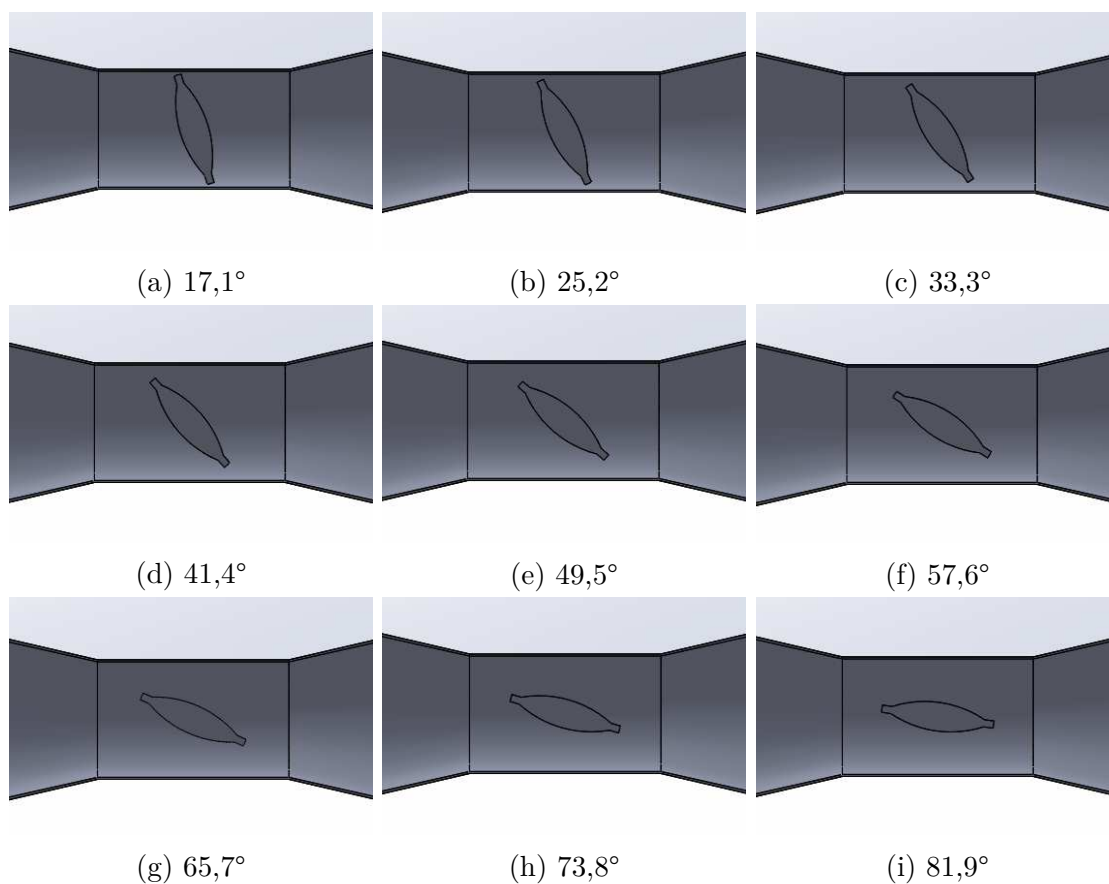 (a) 17,1°
(b) 25,2°
(c) 33,3°
(d) 41,4°
(e) 49,5°
(f) 57,6°
(g) 65,7°
(h) 73,8°
(i) 81,9°